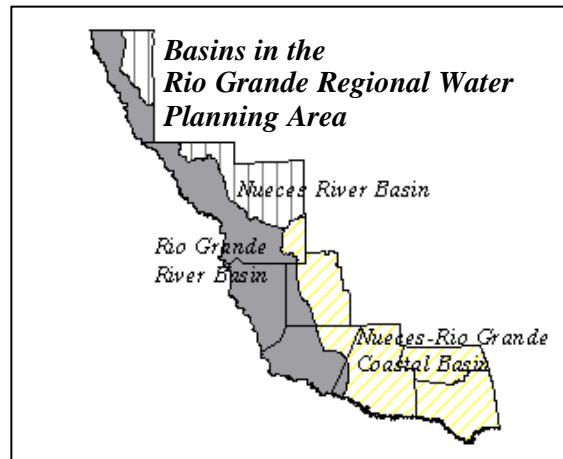 Basins in the
Rio Grande Regional Water
Planning Area
Nueces River Basin
Rio Grande
River Basin
Nueces-Rio Grande
Coastal Basin